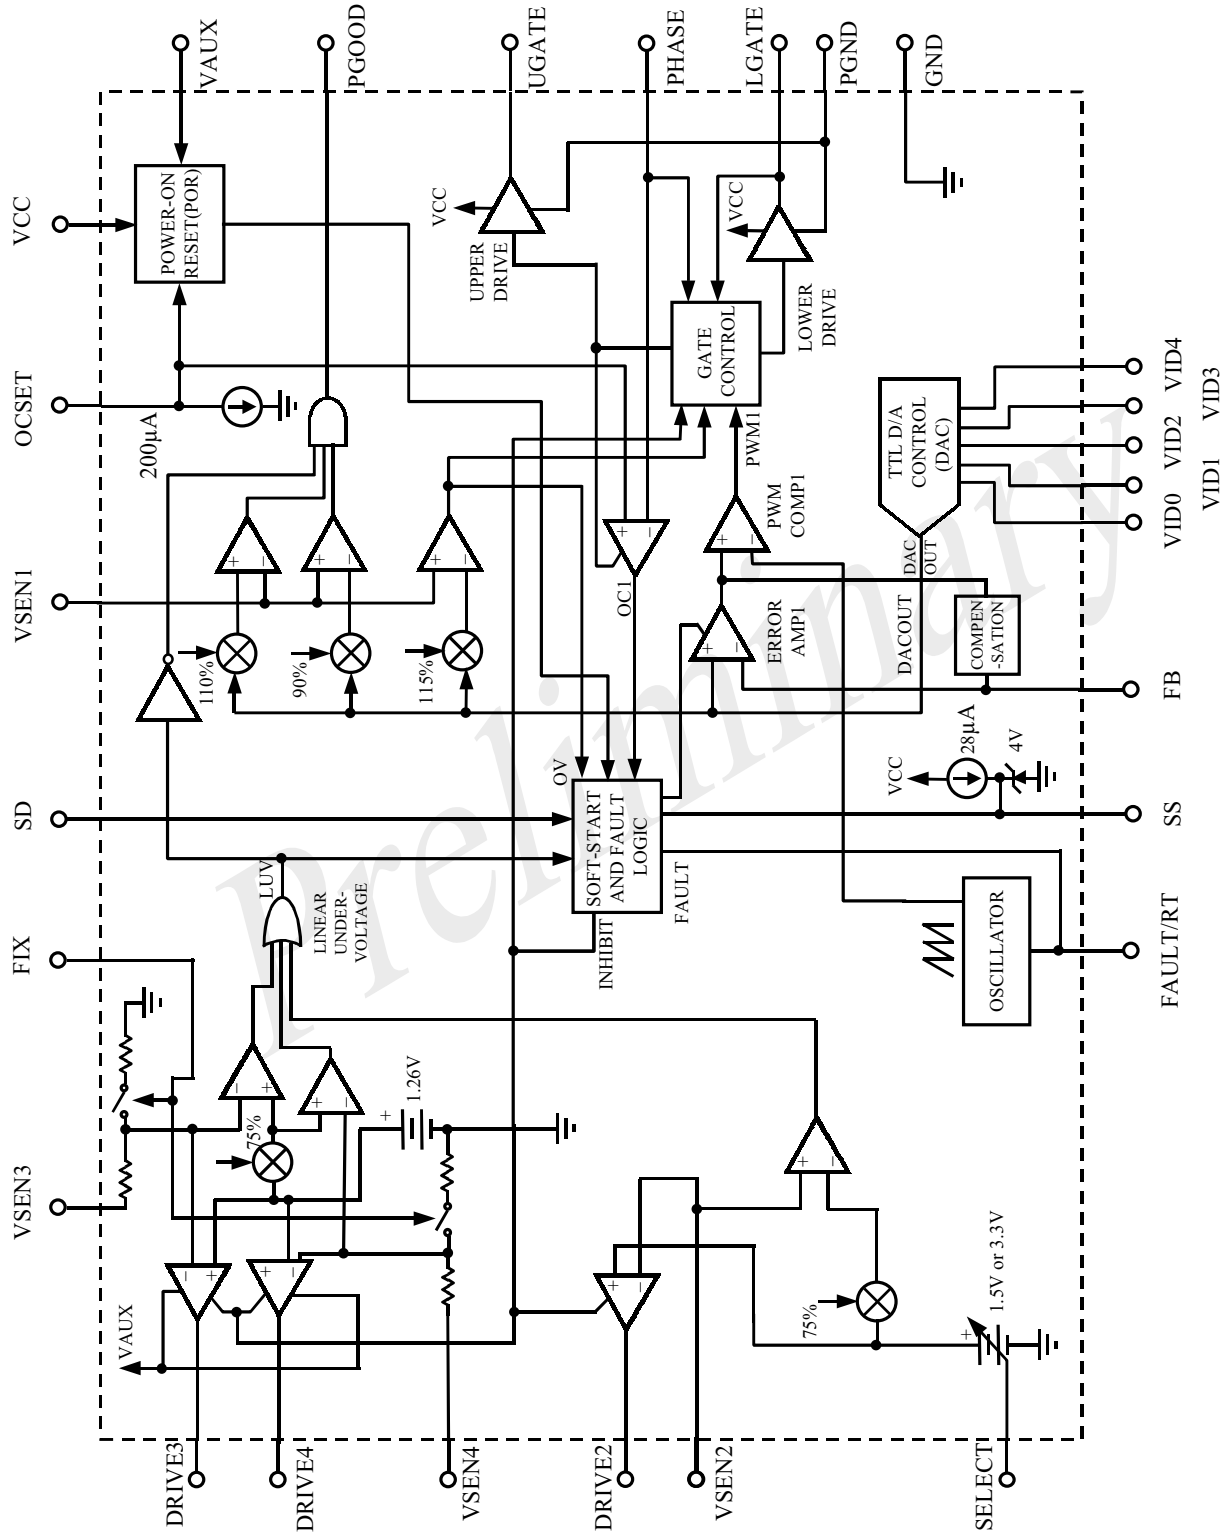 VAUX
PGOOD
UGATE
PHASE
LGATE
PGND
GND
VCC
OCSET
VSEN1
SD
FIX
VSEN3
POWER-ON
RESET(POR)
VCC
UPPER
DRIVE
VCC
LOWER
DRIVE
GATE
CONTROL
PWM1
200μA
TTL D/A
CONTROL
(DAC)
VID4
VID3
VID2
VID1
VID0
+
−
+
−
+
−
+
−
OC1
+
−
PWM
COMP1
DAC
OUT
DACOUT
110%
90%
115%
+
−
ERROR
AMP1
COMPEN
-SATION
FB
OV
SOFT-START
AND FAULT
LOGIC
VCC
28μA
4V
SS
LUV
LINEAR
UNDER-
VOLTAGE
INHIBIT
FAULT
OSCILLATOR
FAULT/RT
−
+
+
−
75%
+
1.26V
−
+
+
−
VAUX
+
−
+
−
75%
+
1.5V or 3.3V
DRIVE3
DRIVE4
VSEN4
DRIVE2
VSEN2
SELECT
Preliminary